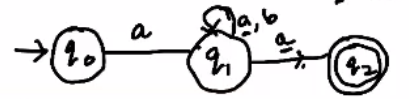 a, b
q₀ a q₁ a q₂